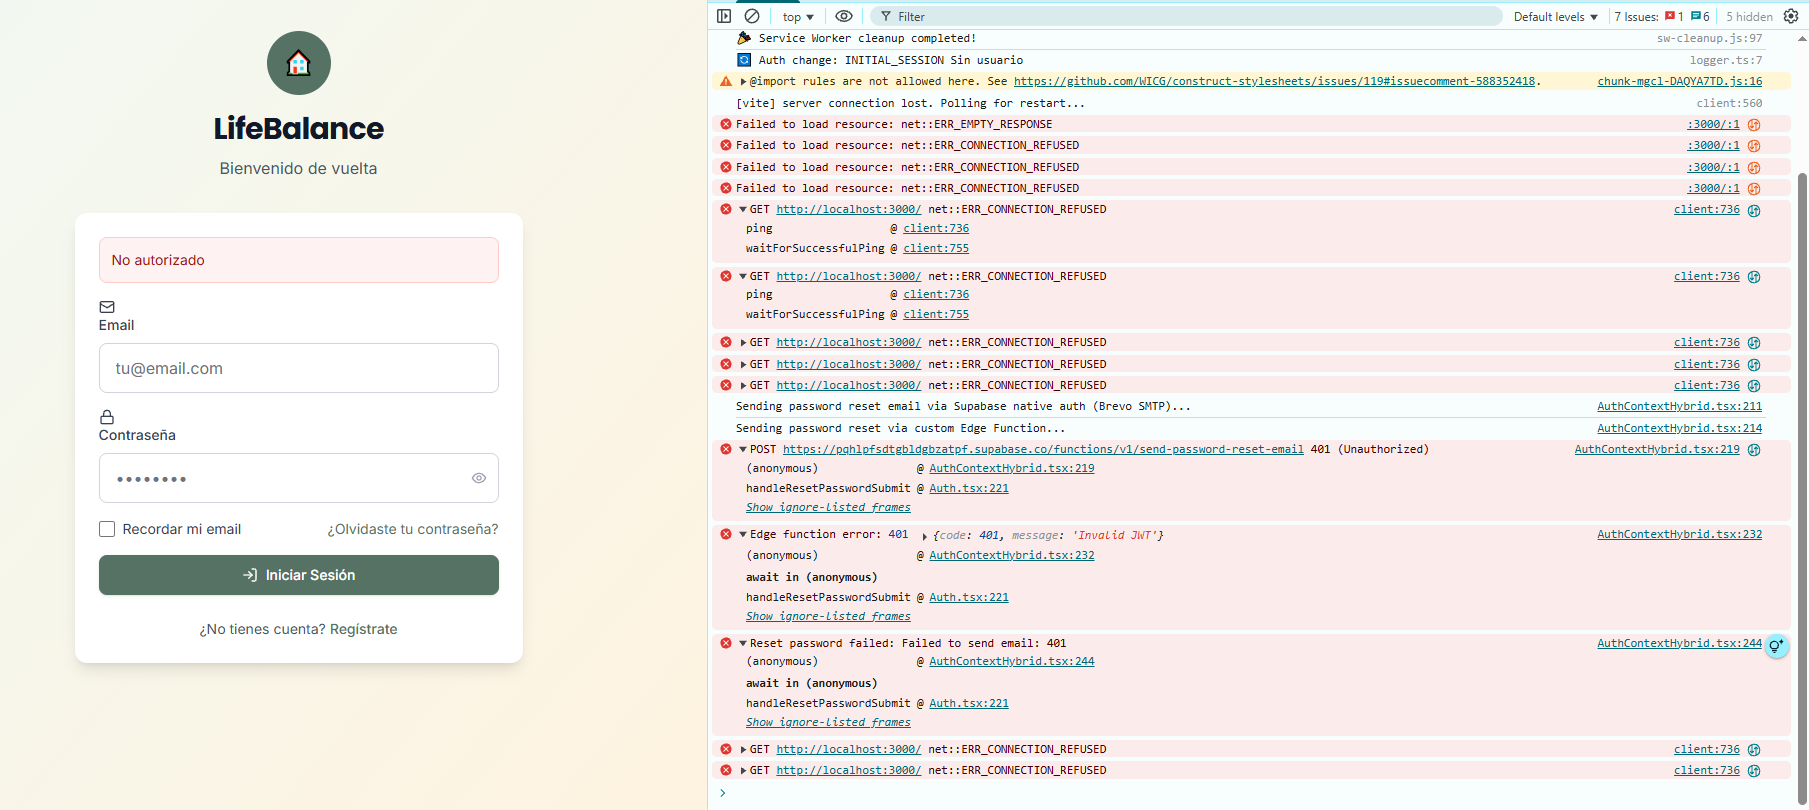 LifeBalance
Bienvenido de vuelta
No autorizado
Email
tu@email.com
Contraseña
••••••••
Recordar mi email
¿Olvidaste tu contraseña?
Iniciar Sesión
¿No tienes cuenta? Regístrate
top
Filter
Default levels
7 Issues: 1 6
5 hidden
Service Worker cleanup completed! sw-cleanup.js:97
Auth change: INITIAL_SESSION Sin usuario logger.ts:7
@import rules are not allowed here. See https://github.com/WICG/construct-stylesheets/issues/119#issuecomment-588352418. chunk-mgcl-DAQYA7TD.js:16
[vite] server connection lost. Polling for restart... client:560
Failed to load resource: net::ERR_EMPTY_RESPONSE :3000/:1
Failed to load resource: net::ERR_CONNECTION_REFUSED :3000/:1
Failed to load resource: net::ERR_CONNECTION_REFUSED :3000/:1
Failed to load resource: net::ERR_CONNECTION_REFUSED :3000/:1
GET http://localhost:3000/ net::ERR_CONNECTION_REFUSED client:736
ping @ client:736
waitForSuccessfulPing @ client:755
GET http://localhost:3000/ net::ERR_CONNECTION_REFUSED client:736
ping @ client:736
waitForSuccessfulPing @ client:755
GET http://localhost:3000/ net::ERR_CONNECTION_REFUSED client:736
GET http://localhost:3000/ net::ERR_CONNECTION_REFUSED client:736
GET http://localhost:3000/ net::ERR_CONNECTION_REFUSED client:736
Sending password reset email via Supabase native auth (Brevo SMTP)... AuthContextHybrid.tsx:211
Sending password reset via custom Edge Function... AuthContextHybrid.tsx:214
POST https://pqhlpfsdtgbldgbzatpf.supabase.co/functions/v1/send-password-reset-email 401 (Unauthorized) AuthContextHybrid.tsx:219
(anonymous) @ AuthContextHybrid.tsx:219
handleResetPasswordSubmit @ Auth.tsx:221
Show ignore-listed frames
Edge function error: 401 {code: 401, message: 'Invalid JWT'} AuthContextHybrid.tsx:232
(anonymous) @ AuthContextHybrid.tsx:232
await in (anonymous)
handleResetPasswordSubmit @ Auth.tsx:221
Show ignore-listed frames
Reset password failed: Failed to send email: 401 AuthContextHybrid.tsx:244
(anonymous) @ AuthContextHybrid.tsx:244
await in (anonymous)
handleResetPasswordSubmit @ Auth.tsx:221
Show ignore-listed frames
GET http://localhost:3000/ net::ERR_CONNECTION_REFUSED client:736
GET http://localhost:3000/ net::ERR_CONNECTION_REFUSED client:736